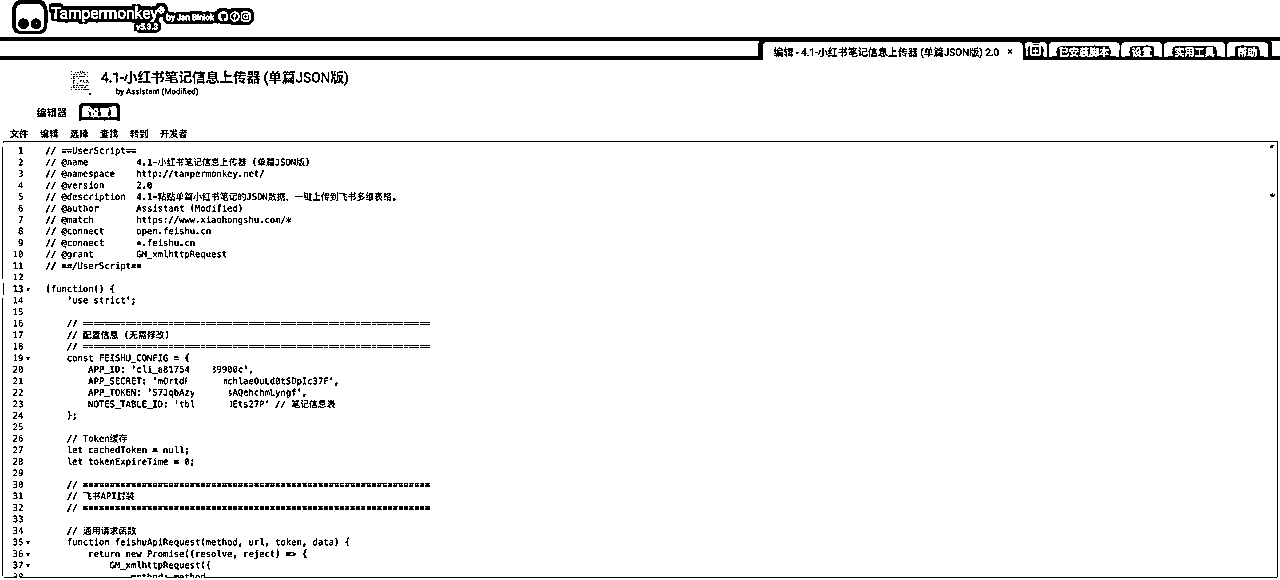 Tampermonkey® by Jan Biniok
v5.3.3
编辑 - 4.1-小红书笔记信息上传器 (单篇JSON版) 2.0 × 已安装脚本 设置 实用工具 帮助
4.1-小红书笔记信息上传器 (单篇JSON版)
by Assistant (Modified)
编辑器 设置
文件 编辑 选择 查找 转到 开发者
1 // ==UserScript==
2 // @name 4.1-小红书笔记信息上传器 (单篇JSON版)
3 // @namespace http://tampermonkey.net/
4 // @version 2.0
5 // @description 4.1-粘贴单篇小红书笔记的JSON数据，一键上传到飞书多维表格。
6 // @author Assistant (Modified)
7 // @match https://www.xiaohongshu.com/*
8 // @connect open.feishu.cn
9 // @connect *.feishu.cn
10 // @grant GM_xmlhttpRequest
11 // ==/UserScript==
12
13 (function() {
14 'use strict';
15
16 // =================================================================
17 // 配置信息 (无需修改)
18 // =================================================================
19 const FEISHU_CONFIG = {
20 APP_ID: 'cli_a81754 39900c',
21 APP_SECRET: 'mOrtdF mchlaeOuLd0tSDpIc37F',
22 APP_TOKEN: 'S7JqbAzy sAQehchmLyngf',
23 NOTES_TABLE_ID: 'tbl JEts27P' // 笔记信息表
24 };
25
26 // Token缓存
27 let cachedToken = null;
28 let tokenExpireTime = 0;
29
30 // =================================================================
31 // 飞书API封装
32 // =================================================================
33
34 // 通用请求函数
35 function feishuApiRequest(method, url, token, data) {
36 return new Promise((resolve, reject) => {
37 GM_xmlhttpRequest({
38 method: method